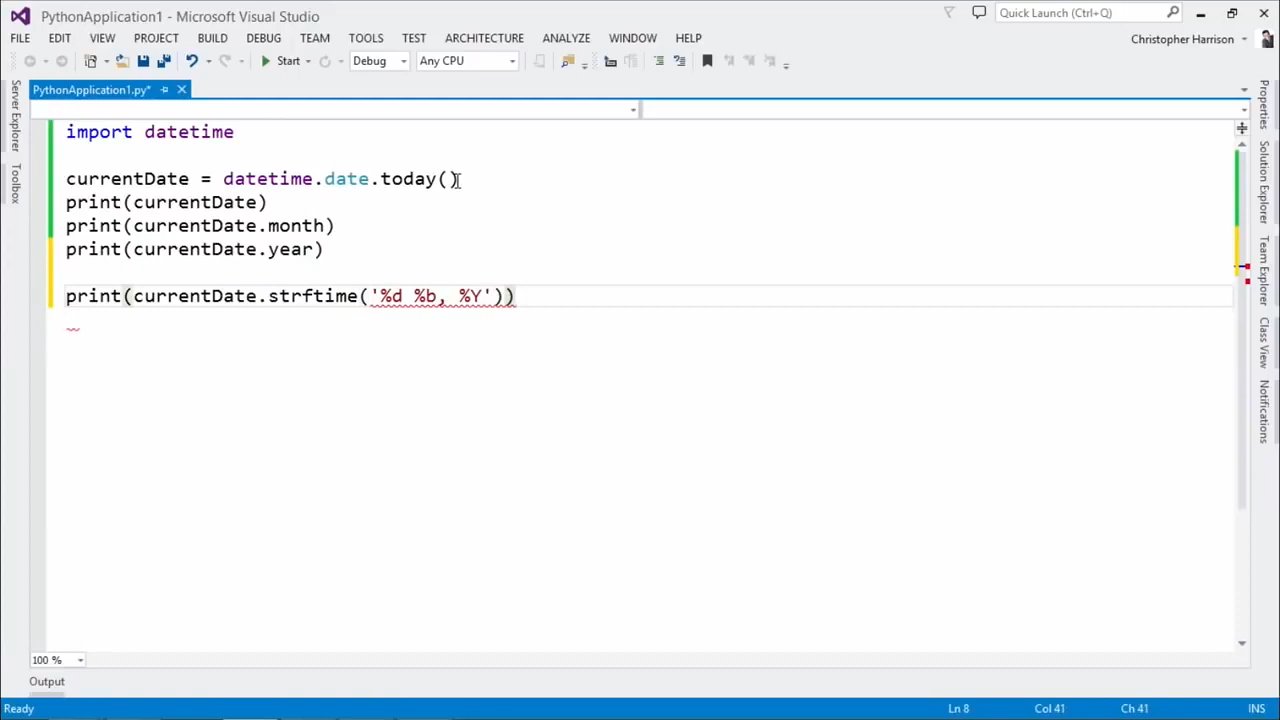 PythonApplication1 - Microsoft Visual Studio
Quick Launch (Ctrl+Q)
FILE EDIT VIEW PROJECT BUILD DEBUG TEAM TOOLS TEST ARCHITECTURE ANALYZE WINDOW HELP
Christopher Harrison
Start Debug Any CPU
PythonApplication1.py*
import datetime
currentDate = datetime.date.today()
print(currentDate)
print(currentDate.month)
print(currentDate.year)
print(currentDate.strftime('%d %b, %Y'))
Server Explorer
Toolbox
Properties
Solution Explorer
Team Explorer
Class View
Notifications
100 %
Output
Ready
Ln 8
Col 41
Ch 41
INS